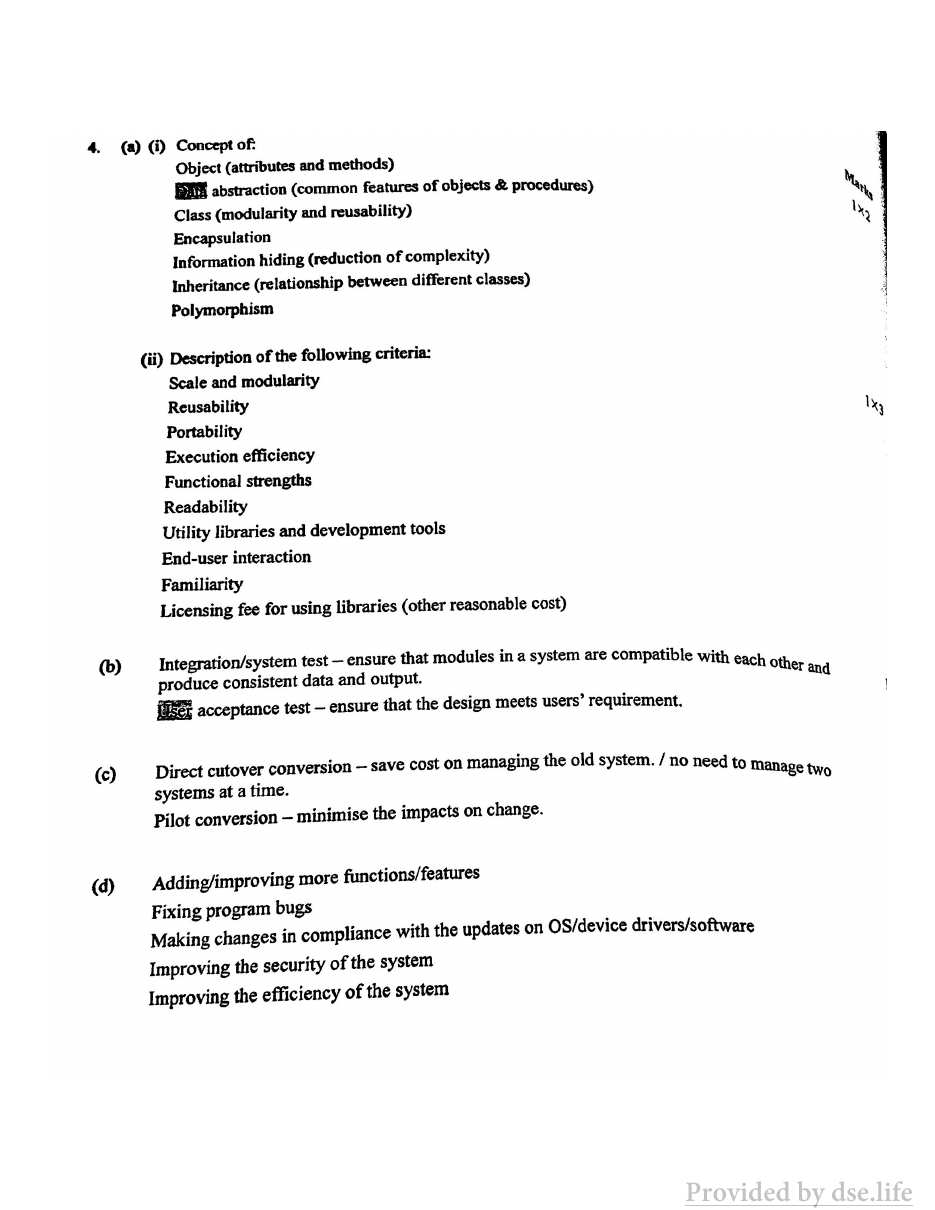 4. (a) (i) Concept of:
Object (attributes and methods)
Marks
Data abstraction (common features of objects & procedures)
1×2
Class (modularity and reusability)
Encapsulation
Information hiding (reduction of complexity)
Inheritance (relationship between different classes)
Polymorphism
(ii) Description of the following criteria:
Scale and modularity
Reusability
1×3
Portability
Execution efficiency
Functional strengths
Readability
Utility libraries and development tools
End-user interaction
Familiarity
Licensing fee for using libraries (other reasonable cost)
(b) Integration/system test – ensure that modules in a system are compatible with each other and
produce consistent data and output.
User acceptance test – ensure that the design meets users' requirement.
(c) Direct cutover conversion – save cost on managing the old system. / no need to manage two
systems at a time.
Pilot conversion – minimise the impacts on change.
(d) Adding/improving more functions/features
Fixing program bugs
Making changes in compliance with the updates on OS/device drivers/software
Improving the security of the system
Improving the efficiency of the system
Provided by dse.life